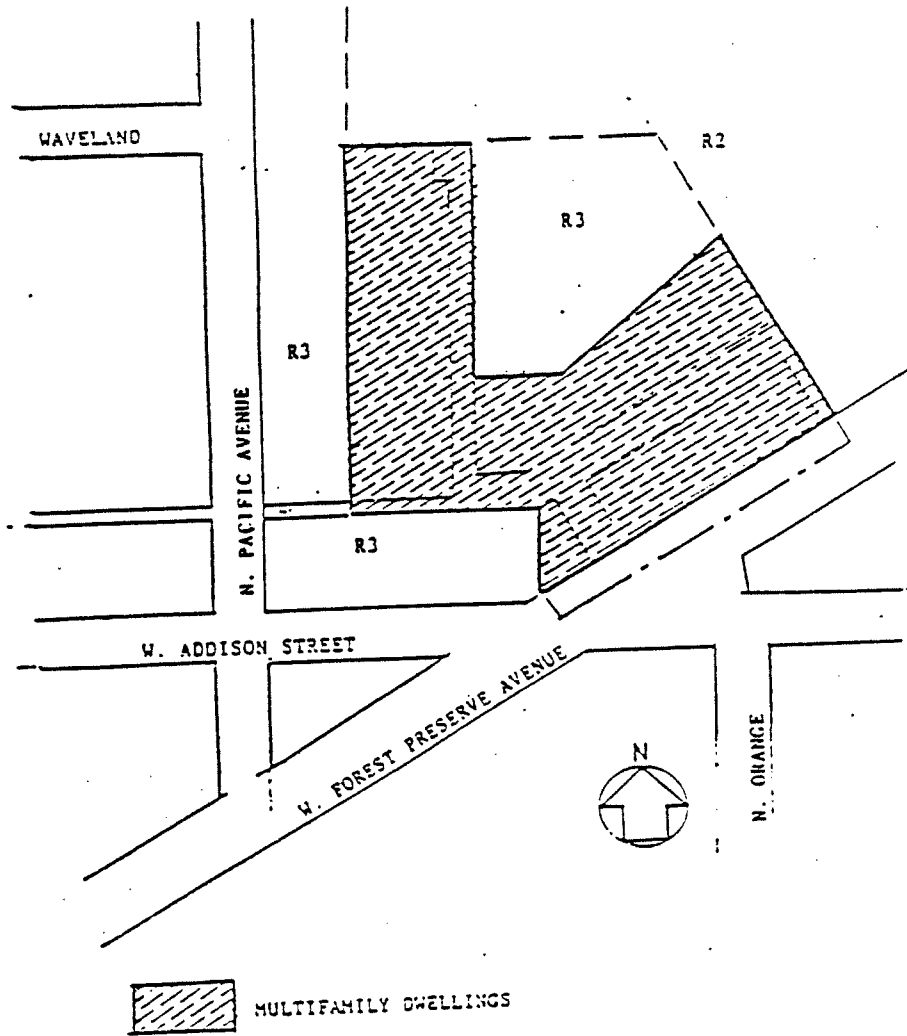 WAVELAND
R2
R3
R3
N. PACIFIC AVENUE
R3
W. ADDISON STREET
W. FOREST PRESERVE AVENUE
N
N. ORANGE
MULTIFAMILY DWELLINGS